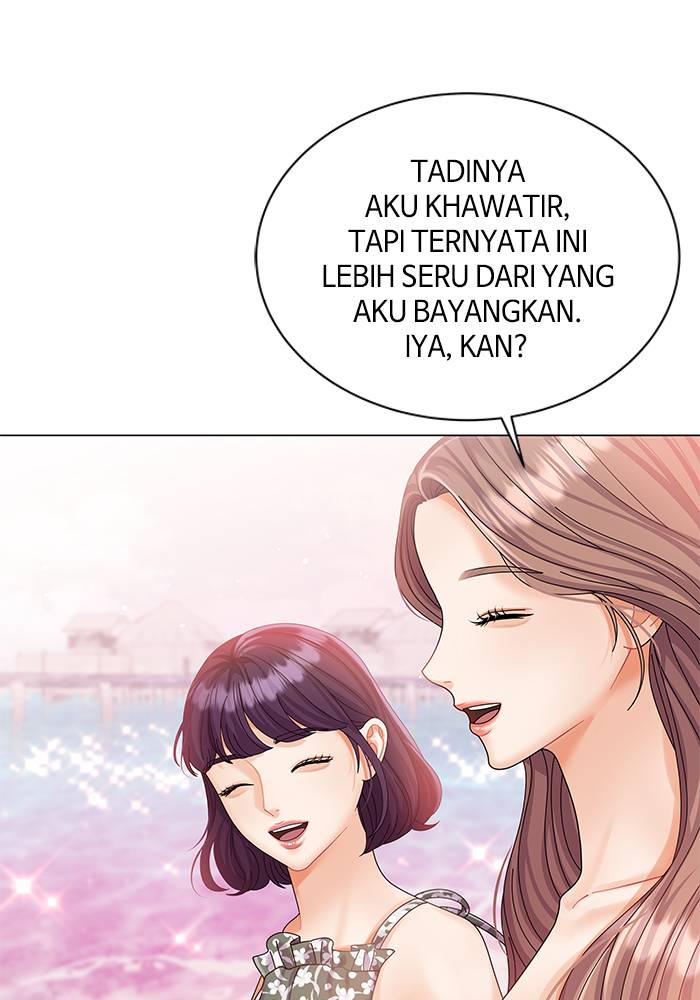 TADINYA
AKU KHAWATIR,
TAPI TERNYATA INI
LEBIH SERU DARI YANG
AKU BAYANGKAN.
IYA, KAN?